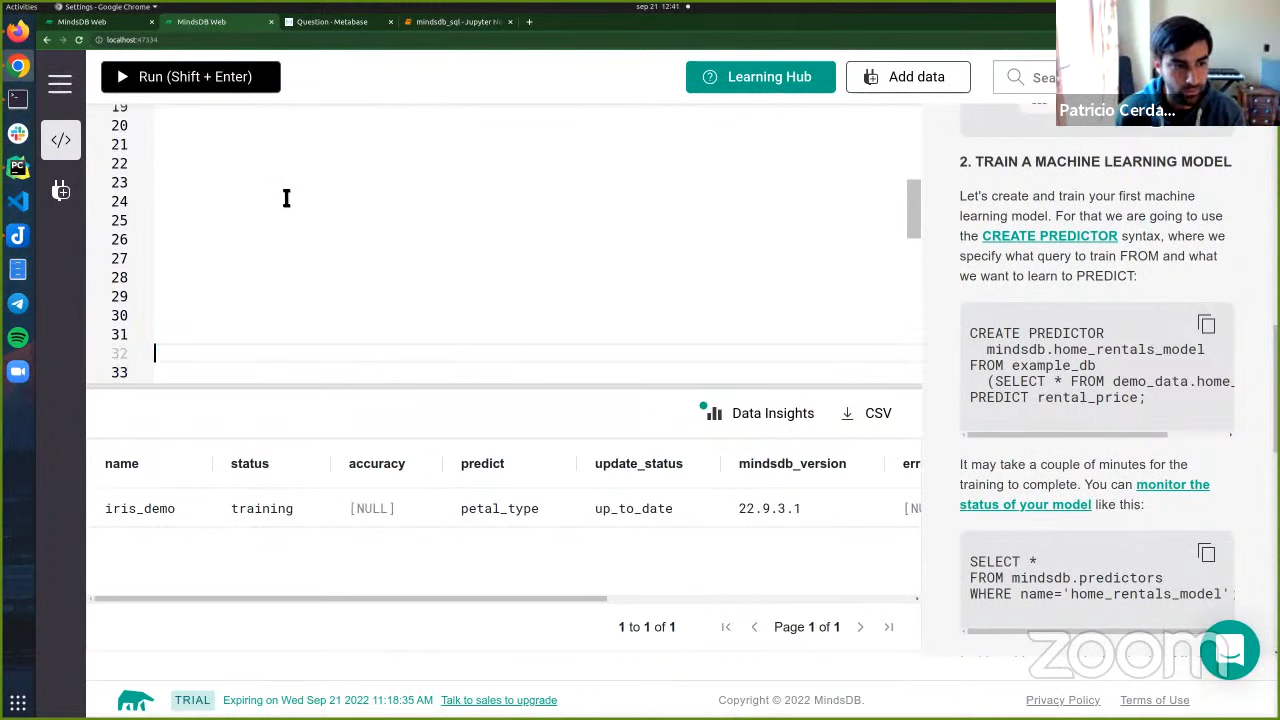 Activities
Settings - Google Chrome
sep 21 12:41
MindsDB Web
MindsDB Web
Question · Metabase
mindsdb_sql - Jupyter No
localhost:47334
Run (Shift + Enter)
Learning Hub
Add data
Sea
Patricio Cerda...
19
20
21
22
23
24
25
26
27
28
29
30
31
32
33
Data Insights
CSV
name status accuracy predict update_status mindsdb_version err
iris_demo training [NULL] petal_type up_to_date 22.9.3.1 [NU
1 to 1 of 1
Page 1 of 1
2. TRAIN A MACHINE LEARNING MODEL
Let's create and train your first machine
learning model. For that we are going to use
the CREATE PREDICTOR syntax, where we
specify what query to train FROM and what
we want to learn to PREDICT:
CREATE PREDICTOR
mindsdb.home_rentals_model
FROM example_db
(SELECT * FROM demo_data.home_
PREDICT rental_price;
It may take a couple of minutes for the
training to complete. You can monitor the
status of your model like this:
SELECT *
FROM mindsdb.predictors
WHERE name='home_rentals_model'
zoom
TRIAL
Expiring on Wed Sep 21 2022 11:18:35 AM
Talk to sales to upgrade
Copyright © 2022 MindsDB.
Privacy Policy
Terms of Use